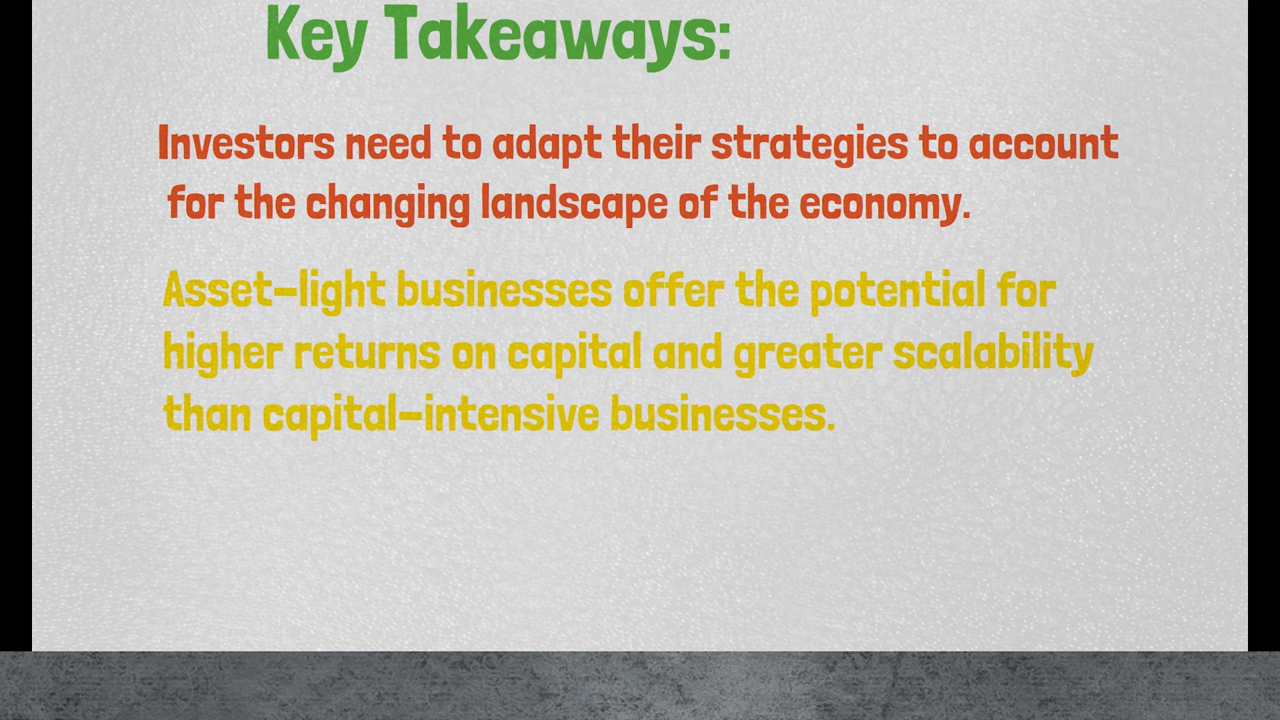 Key Takeaways:
Investors need to adapt their strategies to account
for the changing landscape of the economy.
Asset-light businesses offer the potential for
higher returns on capital and greater scalability
than capital-intensive businesses.